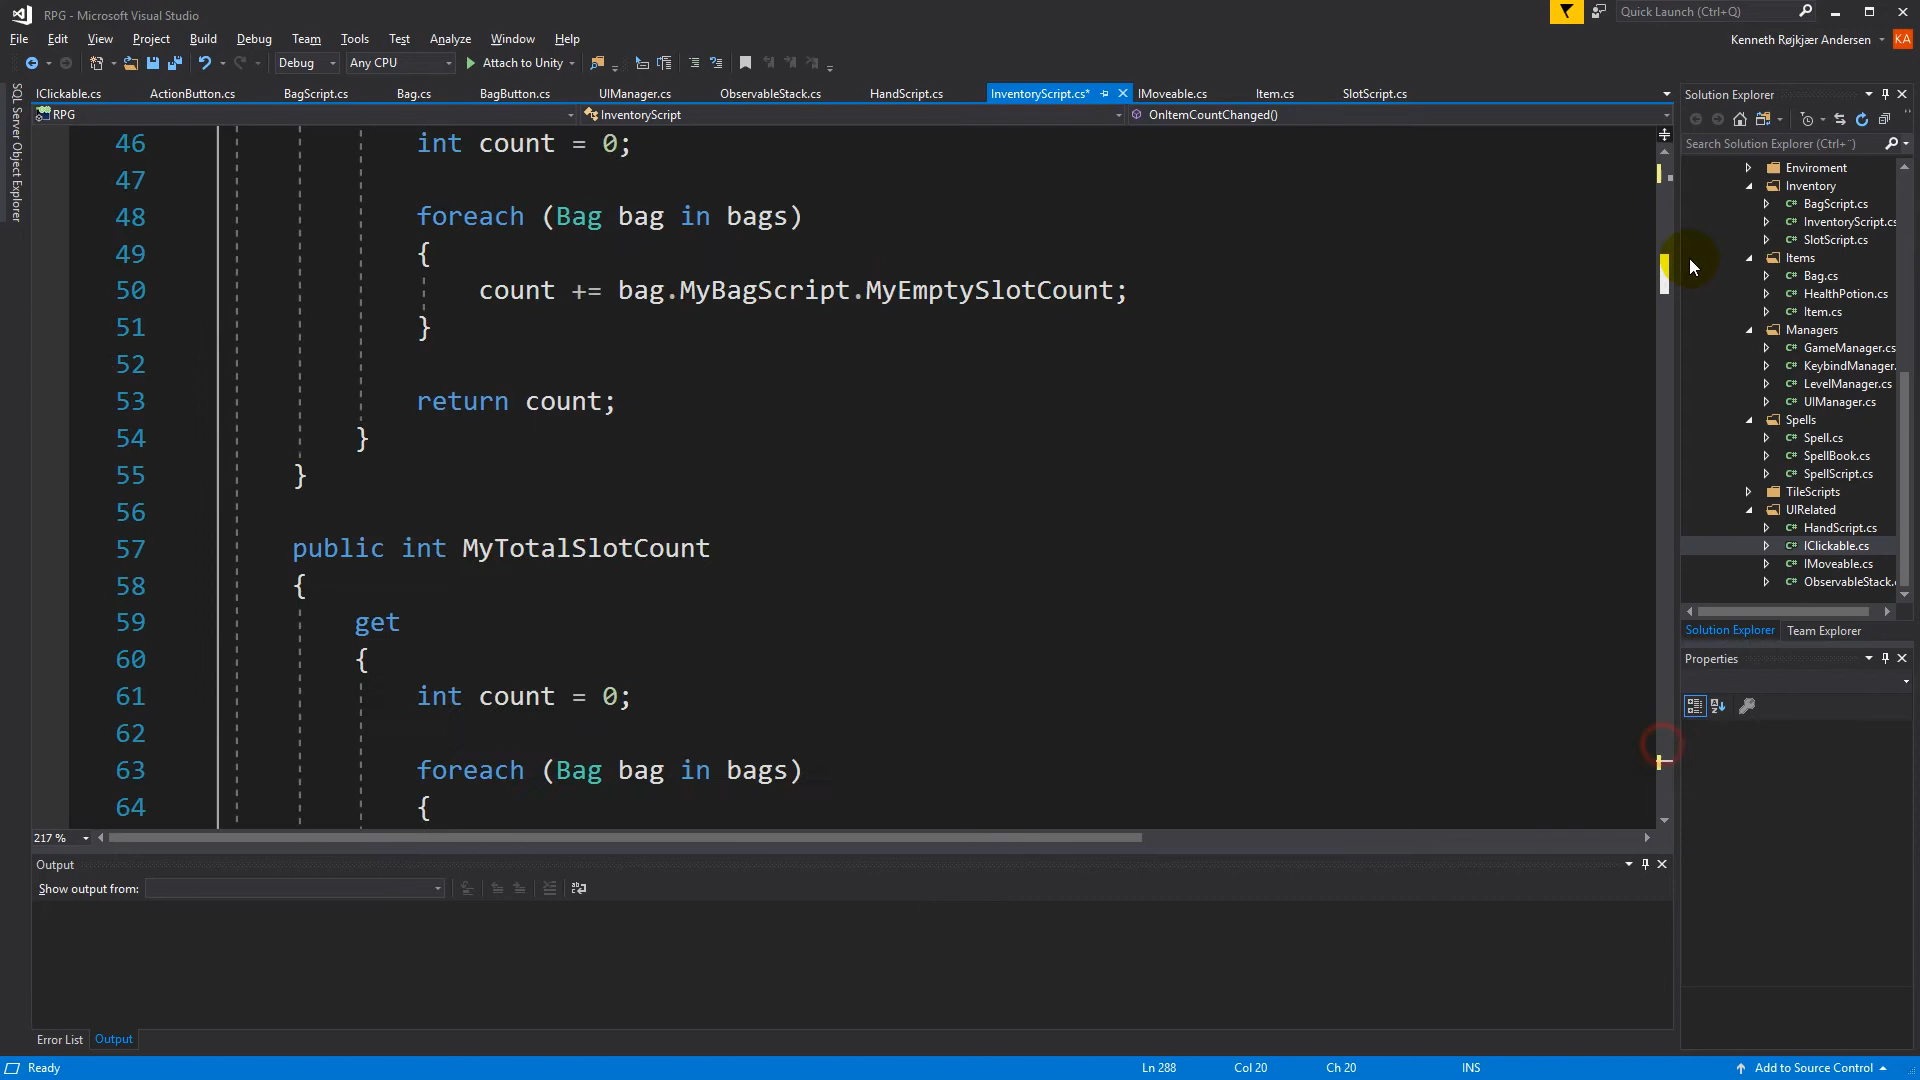 RPG - Microsoft Visual Studio
Quick Launch (Ctrl+Q)
File Edit View Project Build Debug Team Tools Test Analyze Window Help
Kenneth Røjkjær Andersen KA
Debug Any CPU Attach to Unity
IClickable.cs ActionButton.cs BagScript.cs Bag.cs BagButton.cs UIManager.cs ObservableStack.cs HandScript.cs InventoryScript.cs* IMoveable.cs Item.cs SlotScript.cs
RPG InventoryScript OnItemCountChanged()
SQL Server Object Explorer
46 int count = 0;
47
48 foreach (Bag bag in bags)
49 {
50 count += bag.MyBagScript.MyEmptySlotCount;
51 }
52
53 return count;
54 }
55 }
56
57 public int MyTotalSlotCount
58 {
59 get
60 {
61 int count = 0;
62
63 foreach (Bag bag in bags)
64 {
217 %
Output
Show output from:
Error List Output
Solution Explorer
Search Solution Explorer (Ctrl+¨)
Enviroment
Inventory
C# BagScript.cs
C# InventoryScript.cs
C# SlotScript.cs
Items
C# Bag.cs
C# HealthPotion.cs
C# Item.cs
Managers
C# GameManager.cs
C# KeybindManager.
C# LevelManager.cs
C# UIManager.cs
Spells
C# Spell.cs
C# SpellBook.cs
C# SpellScript.cs
TileScripts
UIRelated
C# HandScript.cs
C# IClickable.cs
C# IMoveable.cs
C# ObservableStack.
Solution Explorer Team Explorer
Properties
Ready Ln 288 Col 20 Ch 20 INS Add to Source Control